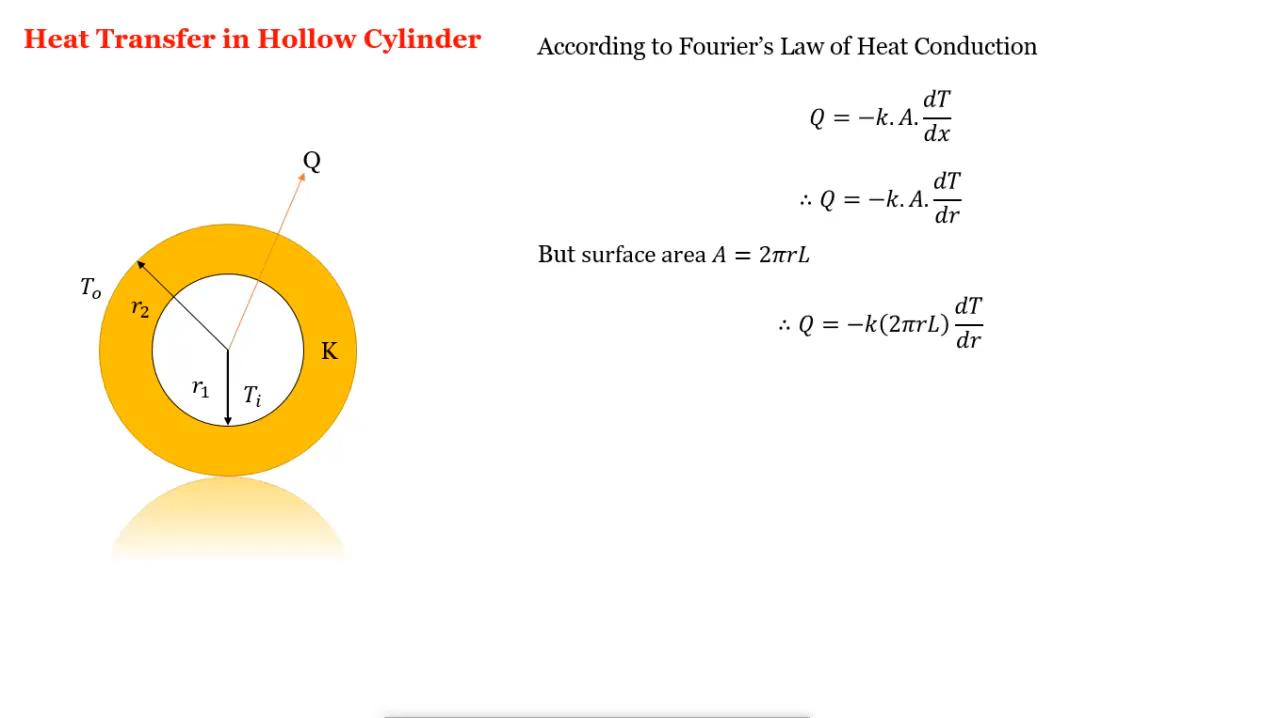 Heat Transfer in Hollow Cylinder
According to Fourier's Law of Heat Conduction
Q = −k. A. dT/dx
∴ Q = −k. A. dT/dr
But surface area A = 2πrL
∴ Q = −k(2πrL) dT/dr
Q
T_o
r_2
K
r_1
T_i